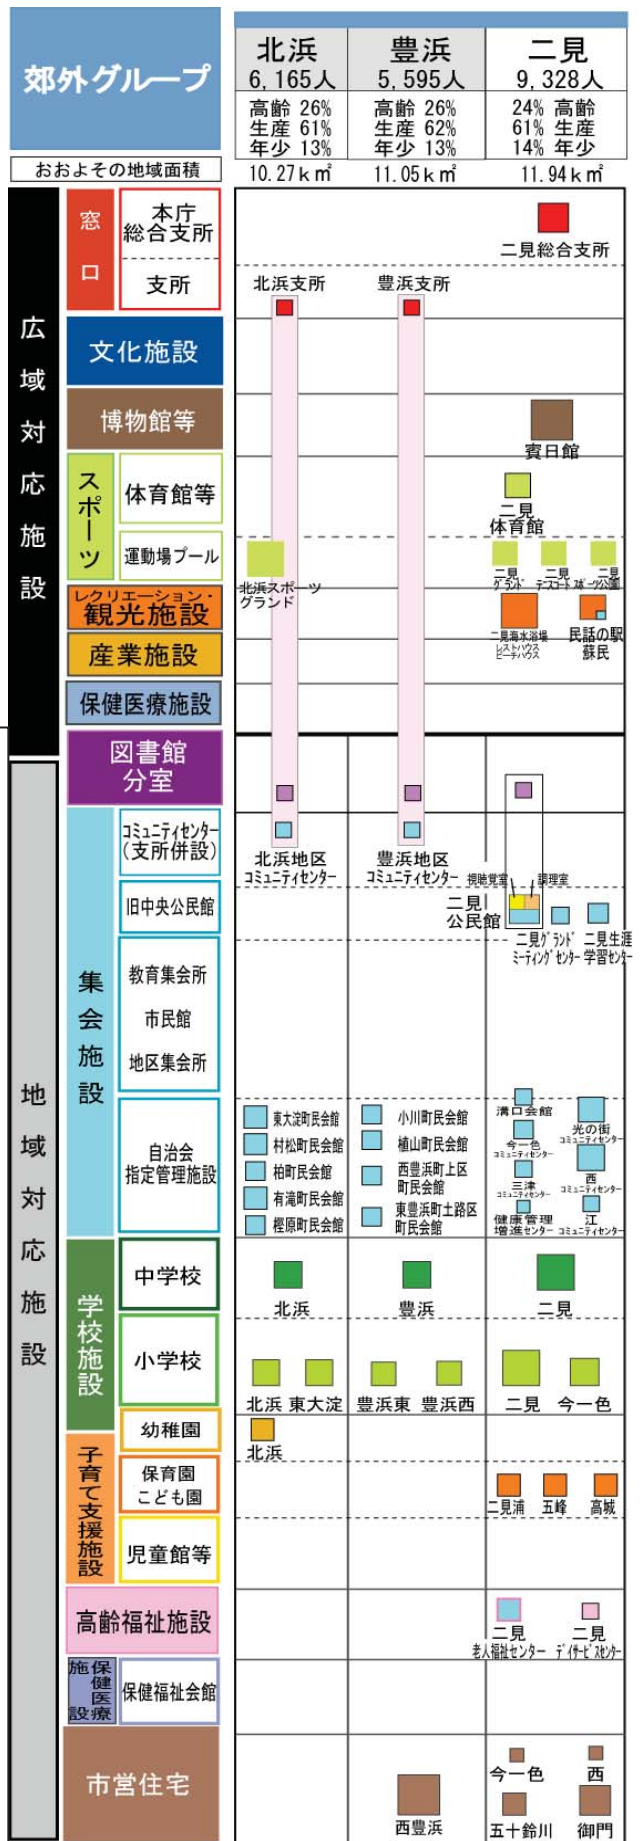 郊外グループ
北浜
6,165人
高齢 26%
生産 61%
年少 13%
豊浜
5,595人
高齢 26%
生産 62%
年少 13%
二見
9,328人
24% 高齢
61% 生産
14% 年少
おおよその地域面積
10.27k㎡
11.05k㎡
11.94k㎡
広域対応施設
窓口
本庁
総合支所
支所
二見総合支所
北浜支所
豊浜支所
文化施設
博物館等
賓日館
スポーツ
体育館等
二見
体育館
運動場プール
北浜スポーツ
グランド
二見
グランド
二見
テニスコート
二見
スポーツ公園
レクリエーション・
観光施設
二見海水浴場
レストハウス
ビーチハウス
民話の駅
蘇民
産業施設
保健医療施設
地域対応施設
図書館
分室
集会施設
コミュニティセンター
(支所併設)
北浜地区
コミュニティセンター
豊浜地区
コミュニティセンター
旧中央公民館
視聴覚室
調理室
二見
公民館
二見グランド
ミーティングセンター
二見生涯
学習センター
教育集会所
市民館
地区集会所
自治会
指定管理施設
東大淀町民会館
村松町民会館
柏町民会館
有滝町民会館
樫原町民会館
小川町民会館
植山町民会館
西豊浜町上区
町民会館
東豊浜町土路区
町民会館
溝口会館
光の街
コミュニティセンター
今一色
コミュニティセンター
西
コミュニティセンター
三津
コミュニティセンター
健康管理
増進センター
江
コミュニティセンター
学校施設
中学校
北浜
豊浜
二見
小学校
北浜 東大淀
豊浜東 豊浜西
二見 今一色
子育て支援施設
幼稚園
北浜
保育園
こども園
二見浦 五峰 高城
児童館等
高齢福祉施設
二見
老人福祉センター
二見
デイサービスセンター
保健医療施設
保健福祉会館
市営住宅
西豊浜
今一色 西
五十鈴川 御門